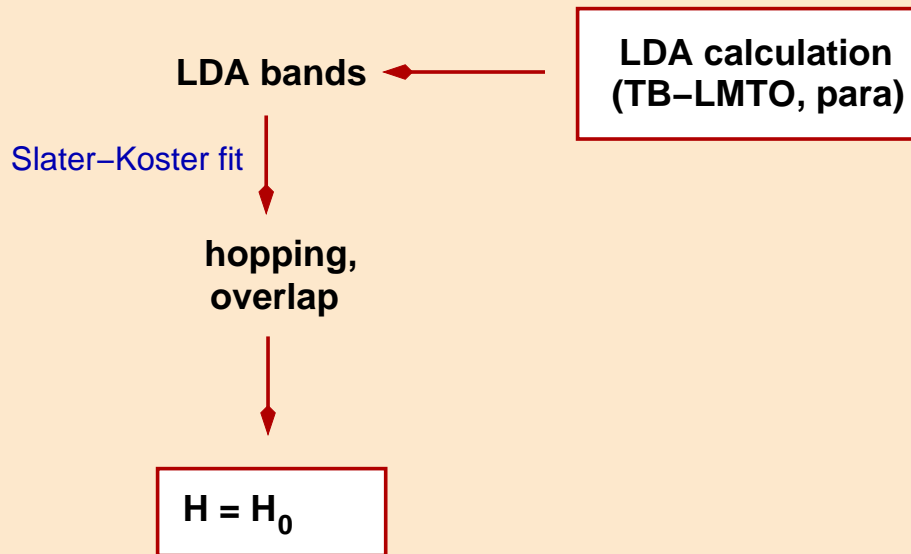 LDA calculation
(TB–LMTO, para)
LDA bands
Slater–Koster fit
hopping,
overlap
H = H₀